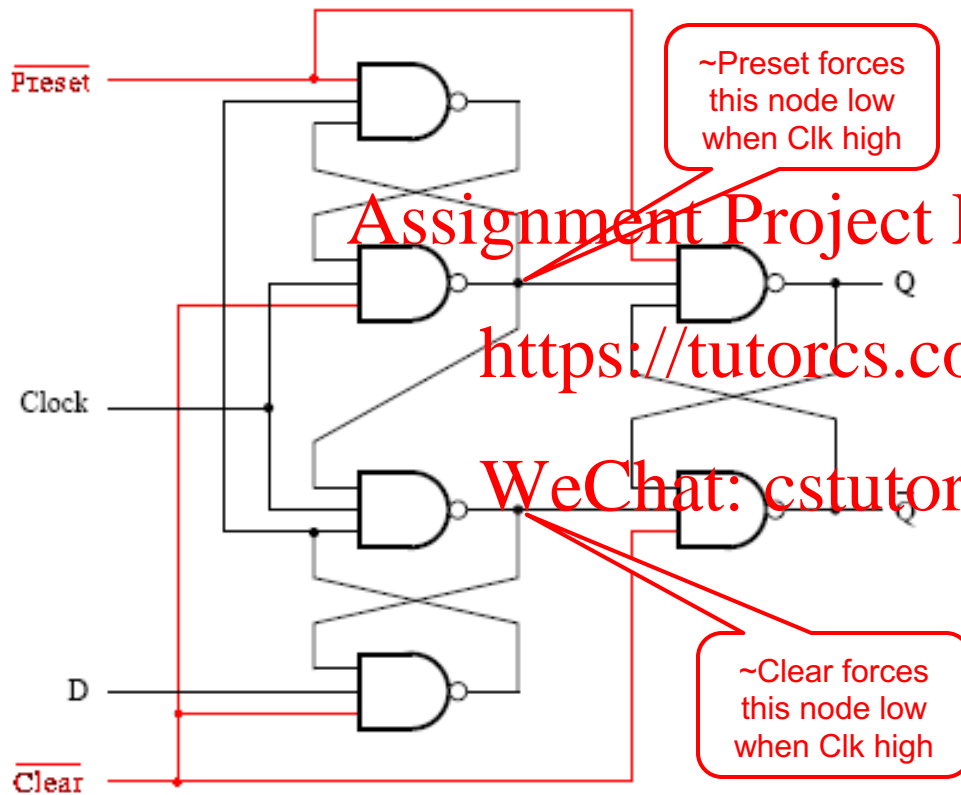 Preset
~Preset forces
this node low
when Clk high
Assignment Project
Q
https://tutorcs.co
Clock
WeChat: cstutor
Q
D
~Clear forces
this node low
when Clk high
Clear